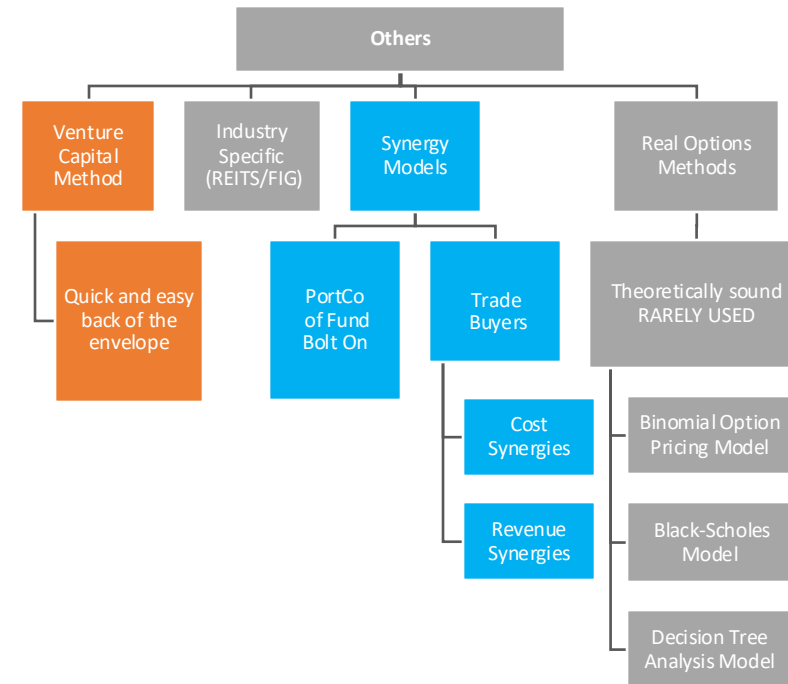 Others
Venture
Capital
Method
Industry
Specific
(REITS/FIG)
Synergy
Models
Real Options
Methods
Quick and easy
back of the
envelope
PortCo
of Fund
Bolt On
Trade
Buyers
Theoretically sound
RARELY USED
Cost
Synergies
Revenue
Synergies
Binomial Option
Pricing Model
Black-Scholes
Model
Decision Tree
Analysis Model